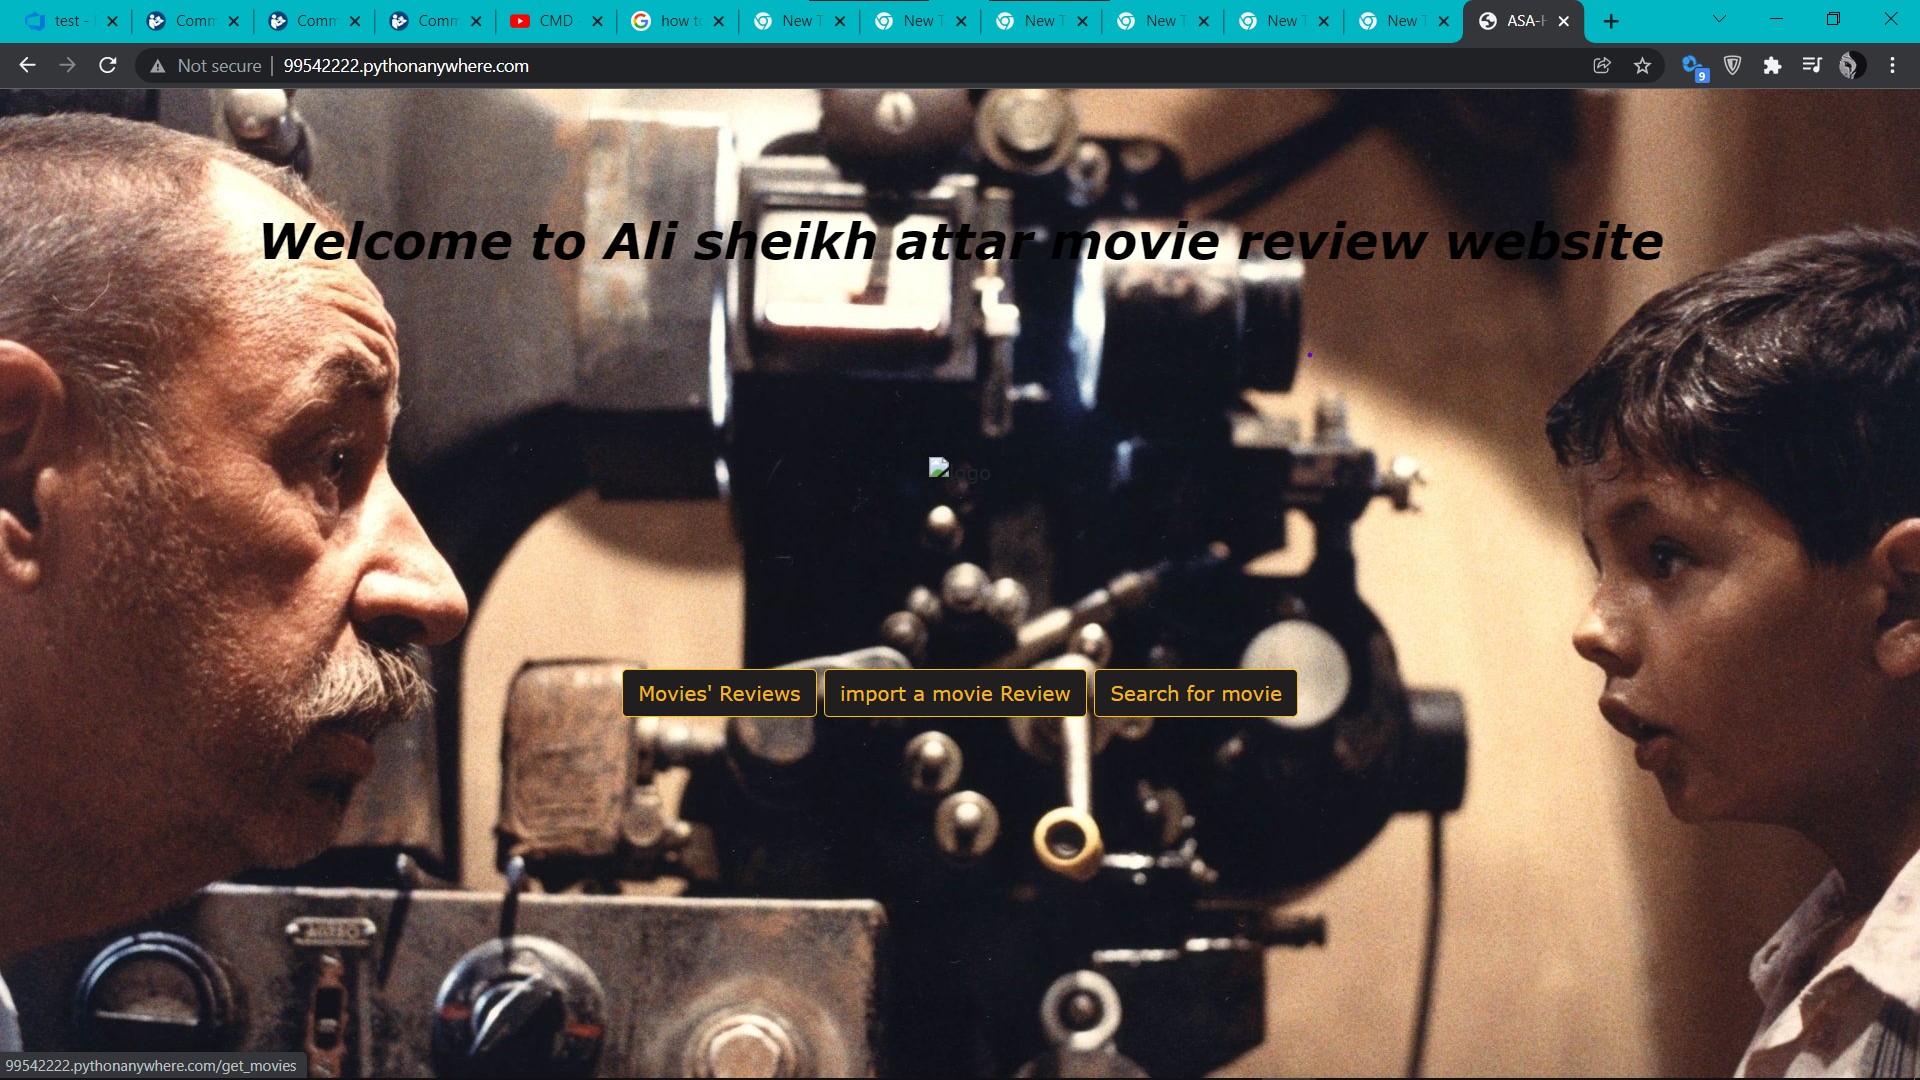 test -
Comm
Comm
Comm
CMD
how to
New T
New T
New T
New T
New T
New T
ASA-H
Not secure
99542222.pythonanywhere.com
9
Welcome to Ali sheikh attar movie review website
logo
Movies' Reviews
import a movie Review
Search for movie
99542222.pythonanywhere.com/get_movies